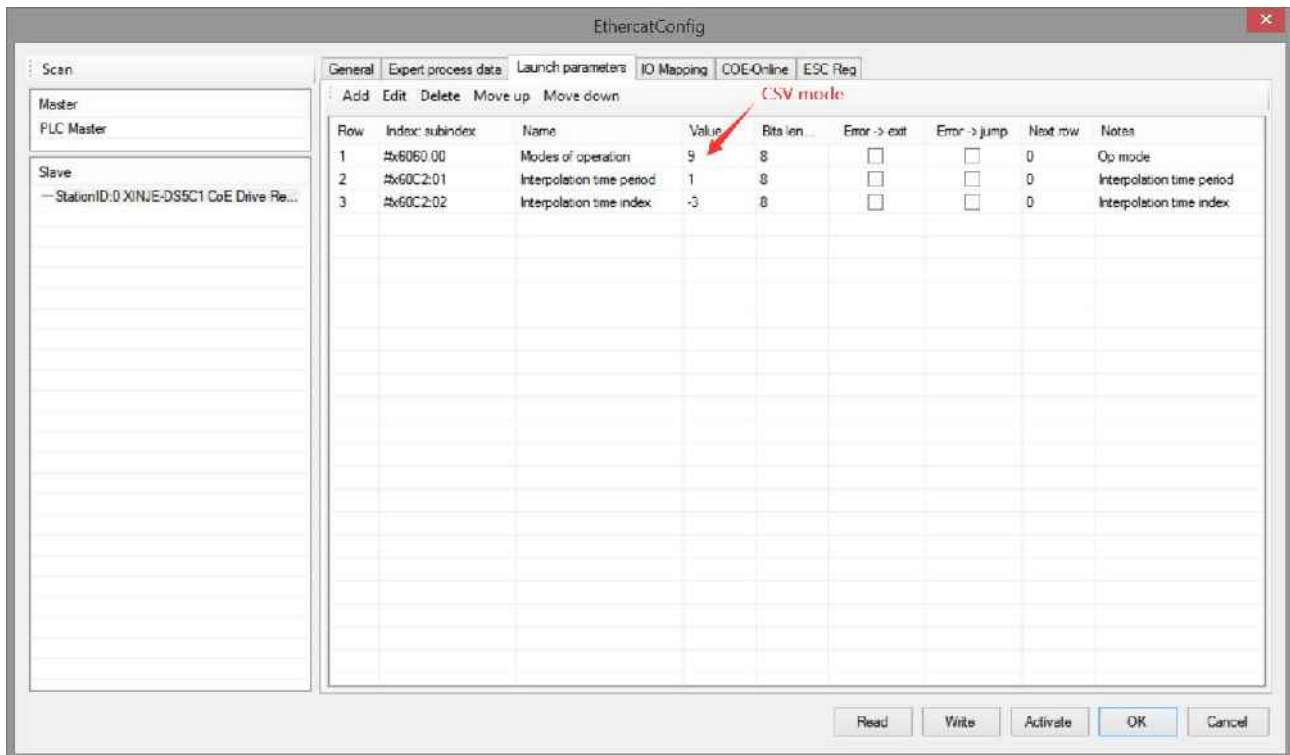 EthercatConfig
Scan
Master
PLC Master
Slave
StationID:0 XINJE-DS5C1 CoE Drive Re...
General Expert process data Launch parameters IO Mapping COE-Online ESC Reg
Add Edit Delete Move up Move down
CSV mode
Row Index: subindex Name Value Bits len... Error -> exit Error -> jump Next row Notes
1 #x6060:00 Modes of operation 9 8 0 Op mode
2 #x60C2:01 Interpolation time period 1 8 0 Interpolation time period
3 #x60C2:02 Interpolation time index -3 8 0 Interpolation time index
Read Write Activate OK Cancel